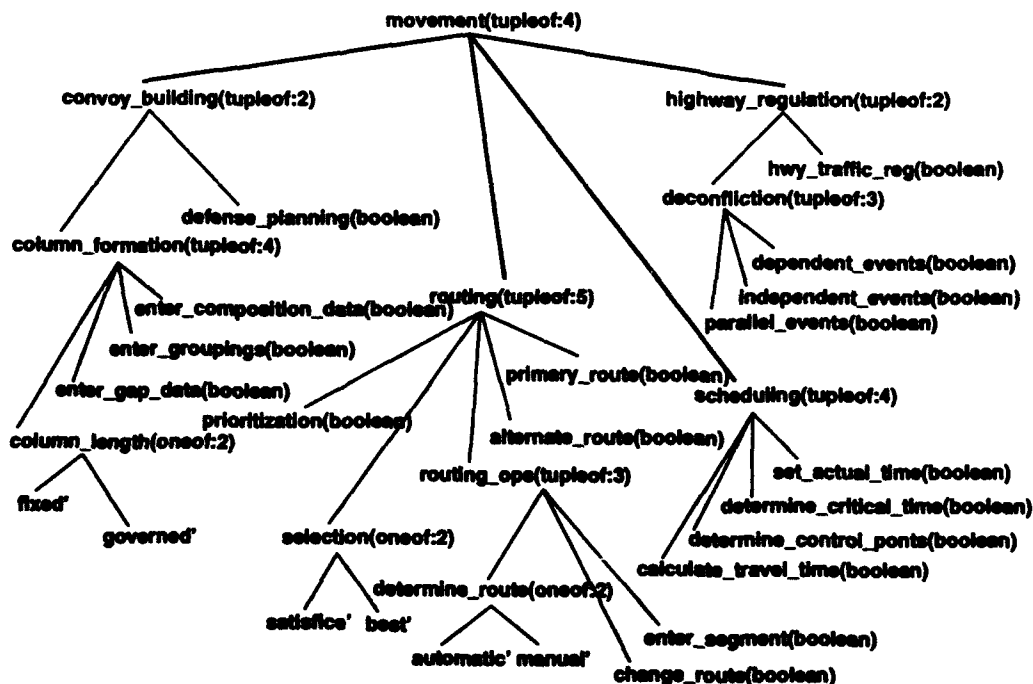 movement(tupleof:4)
convoy_building(tupleof:2)
highway_regulation(tupleof:2)
hwy_traffic_reg(boolean)
deconfliction(tupleof:3)
defense_planning(boolean)
column_formation(tupleof:4)
dependent_events(boolean)
independent_events(boolean)
parallel_events(boolean)
routing(tupleof:5)
enter_composition_data(boolean)
enter_groupings(boolean)
primary_route(boolean)
enter_gap_data(boolean)
scheduling(tupleof:4)
prioritization(boolean)
column_length(oneof:2)
alternate_route(boolean)
routing_ops(tupleof:3)
set_actual_time(boolean)
fixed'
determine_critical_time(boolean)
governed'
selection(oneof:2)
determine_control_ponts(boolean)
calculate_travel_time(boolean)
determine_route(oneof:2)
satisfice'
best'
enter_segment(boolean)
automatic' manual'
change_route(boolean)